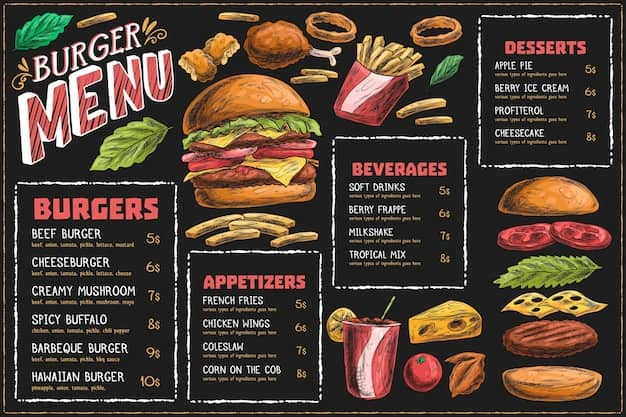 BURGER
MENU
BURGERS
BEEF BURGER 5$
beef, onion, tomato, pickle, lettuce, mustard
CHEESEBURGER 6$
beef, onion, tomato, pickle, lettuce, cheese
CREAMY MUSHROOM 7$
beef, onion, tomato, pickle, mushrooms
SPICY BUFFALO 8$
chicken, onion, tomato, pickle, chili pepper
BARBEQUE BURGER 9$
beef, onion, tomato, pickle, bbq sauce
HAWAIIAN BURGER 10$
pineapple, onion, tomato, pickle
APPETIZERS
FRENCH FRIES 5$
various types of ingredients goes here
CHICKEN WINGS 6$
various types of ingredients goes here
COLESLAW 7$
various types of ingredients goes here
CORN ON THE COB 8$
various types of ingredients goes here
BEVERAGES
SOFT DRINKS 5$
various types of ingredients goes here
BERRY FRAPPE 6$
various types of ingredients goes here
MILKSHAKE 7$
various types of ingredients goes here
TROPICAL MIX 8$
various types of ingredients goes here
DESSERTS
APPLE PIE 5$
various types of ingredients goes here
BERRY ICE CREAM 6$
various types of ingredients goes here
PROFITEROL 7$
various types of ingredients goes here
CHEESECAKE 8$
various types of ingredients goes here